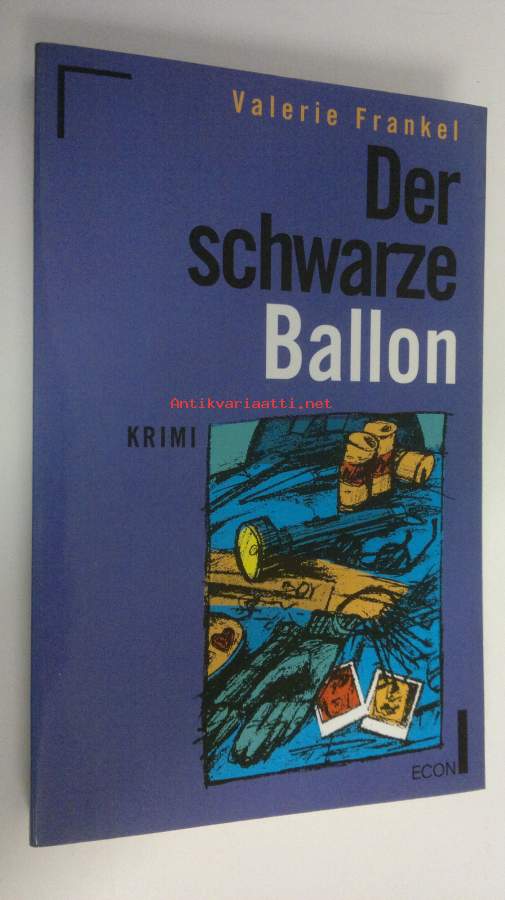 Valerie Frankel
Der
schwarze
Ballon
Antikvariaatti.net
KRIMI
ECON